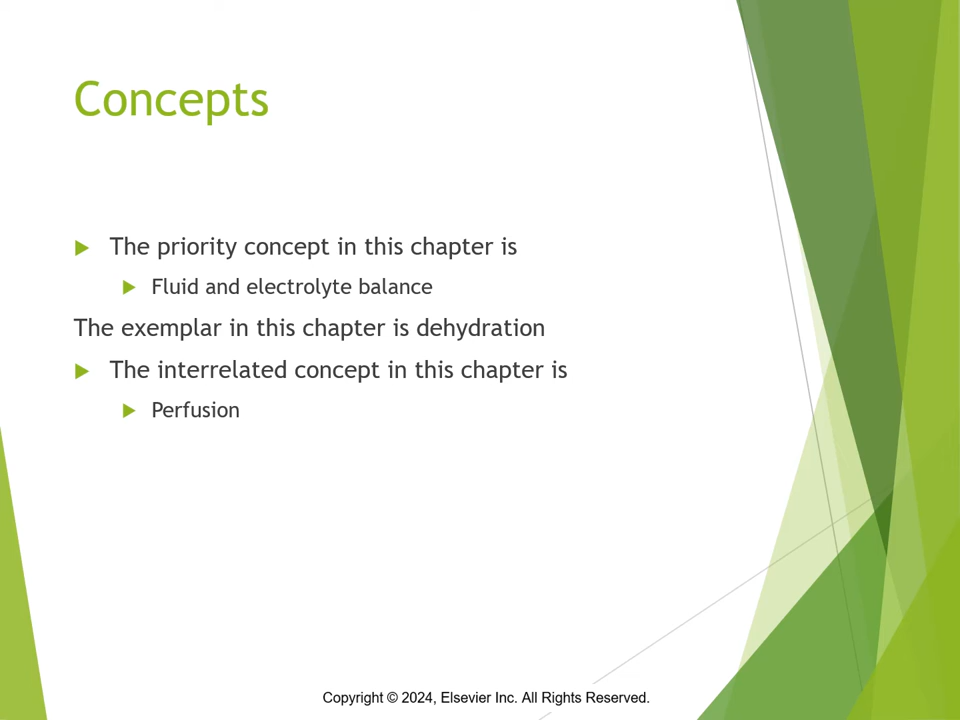 Concepts
The priority concept in this chapter is
Fluid and electrolyte balance
The exemplar in this chapter is dehydration
The interrelated concept in this chapter is
Perfusion
Copyright © 2024, Elsevier Inc. All Rights Reserved.